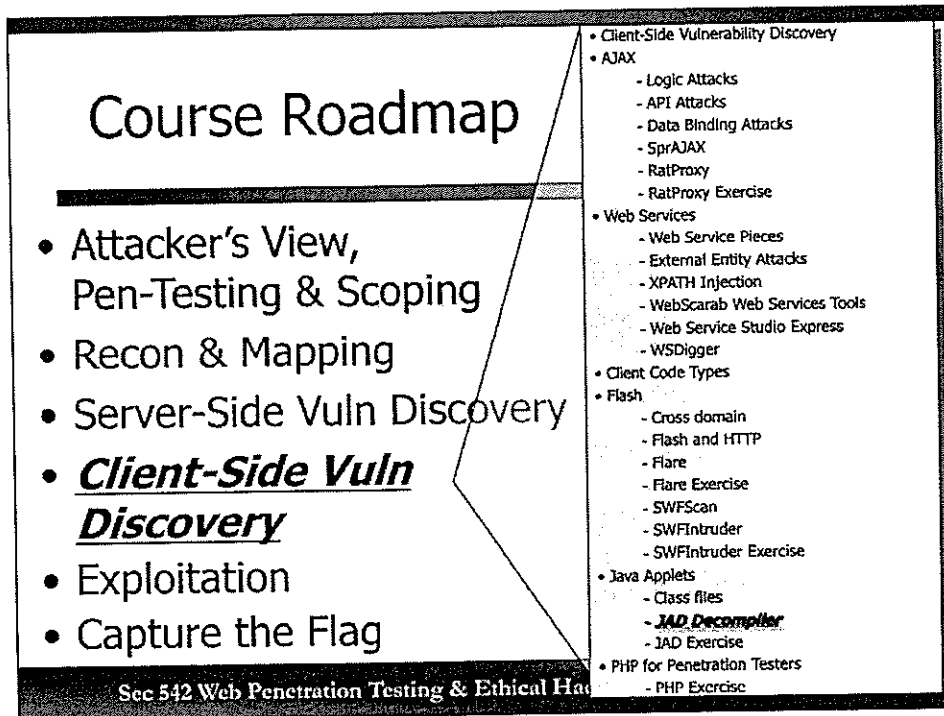 Course Roadmap
• Attacker's View,
Pen-Testing & Scoping
• Recon & Mapping
• Server-Side Vuln Discovery
• Client-Side Vuln
Discovery
• Exploitation
• Capture the Flag
Sec 542 Web Penetration Testing & Ethical Hac
• Client-Side Vulnerability Discovery
• AJAX
- Logic Attacks
- API Attacks
- Data Binding Attacks
- SprAJAX
- RatProxy
- RatProxy Exercise
• Web Services
- Web Service Pieces
- External Entity Attacks
- XPATH Injection
- WebScarab Web Services Tools
- Web Service Studio Express
- WSDigger
• Client Code Types
• Flash
- Cross domain
- Flash and HTTP
- Flare
- Flare Exercise
- SWFScan
- SWFIntruder
- SWFIntruder Exercise
• Java Applets
- Class files
- JAD Decompiler
- JAD Exercise
• PHP for Penetration Testers
- PHP Exercise